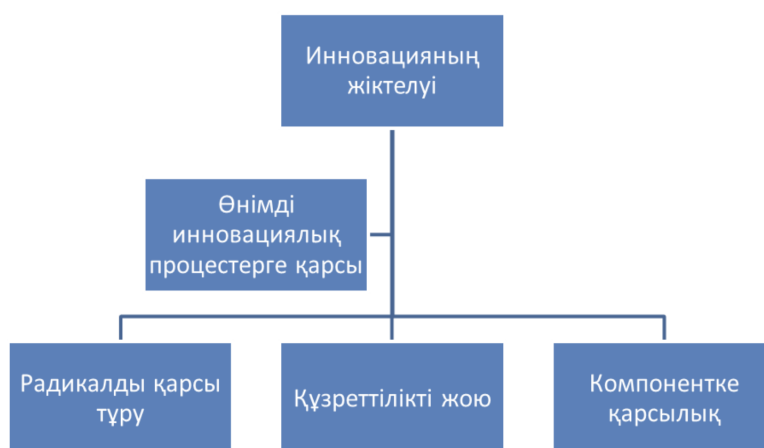 Инновацияның
жіктелуі
Өнімді
инновациялық
процестерге қарсы
Радикалды қарсы
тұру
Құзреттілікті жою
Компонентке
қарсылық